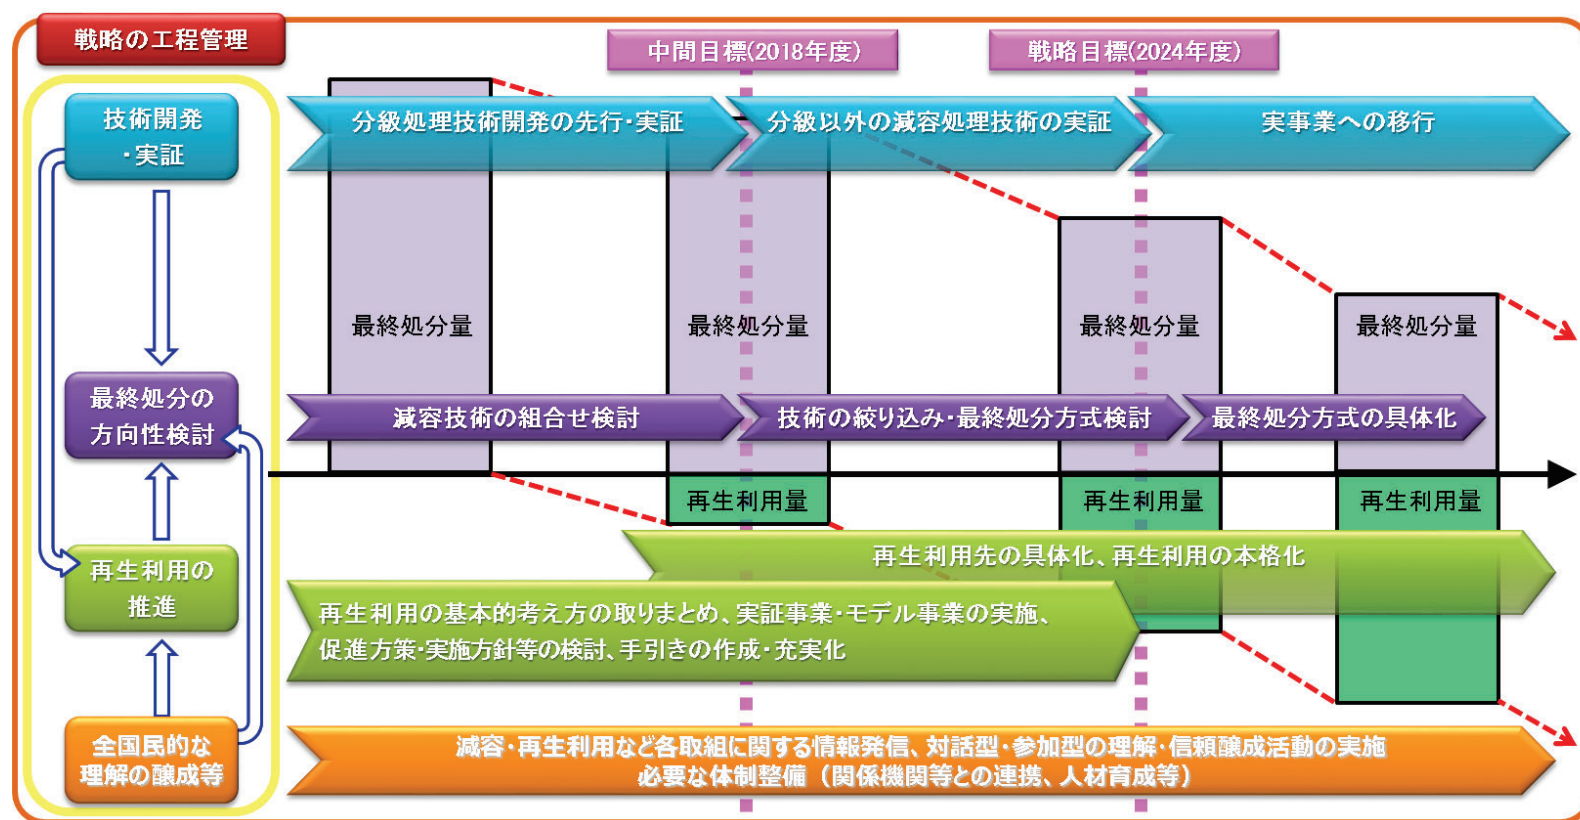 戦略の工程管理
中間目標(2018年度)
戦略目標(2024年度)
技術開発
・実証
分級処理技術開発の先行・実証
分級以外の減容処理技術の実証
実事業への移行
最終処分量
最終処分量
最終処分量
最終処分量
最終処分の
方向性検討
減容技術の組合せ検討
技術の絞り込み・最終処分方式検討
最終処分方式の具体化
再生利用量
再生利用量
再生利用量
再生利用の
推進
再生利用先の具体化、再生利用の本格化
再生利用の基本的考え方の取りまとめ、実証事業・モデル事業の実施、
促進方策・実施方針等の検討、手引きの作成・充実化
全国民的な
理解の醸成等
減容・再生利用など各取組に関する情報発信、対話型・参加型の理解・信頼醸成活動の実施
必要な体制整備（関係機関等との連携、人材育成等）